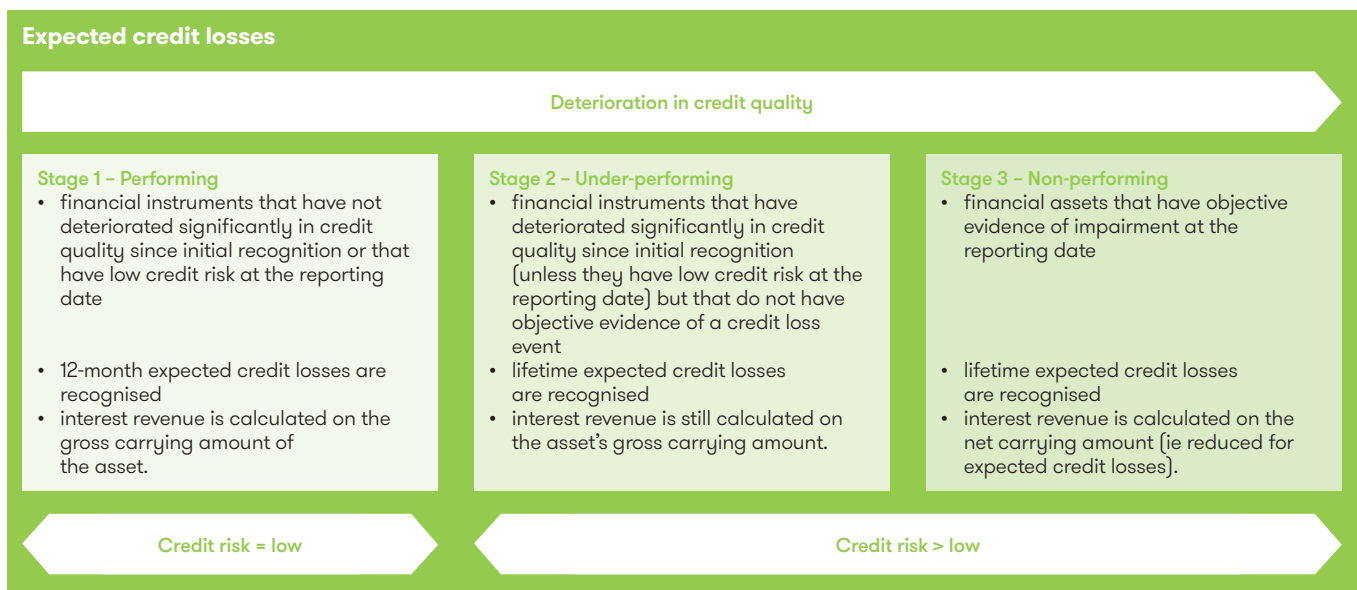 Expected credit losses
Deterioration in credit quality
Stage 1 – Performing
• financial instruments that have not
deteriorated significantly in credit
quality since initial recognition or that
have low credit risk at the reporting
date
• 12-month expected credit losses are
recognised
• interest revenue is calculated on the
gross carrying amount of
the asset.
Stage 2 – Under-performing
• financial instruments that have
deteriorated significantly in credit
quality since initial recognition
(unless they have low credit risk at the
reporting date) but that do not have
objective evidence of a credit loss
event
• lifetime expected credit losses
are recognised
• interest revenue is still calculated on
the asset’s gross carrying amount.
Stage 3 – Non-performing
• financial assets that have objective
evidence of impairment at the
reporting date
• lifetime expected credit losses
are recognised
• interest revenue is calculated on the
net carrying amount (ie reduced for
expected credit losses).
Credit risk = low
Credit risk > low